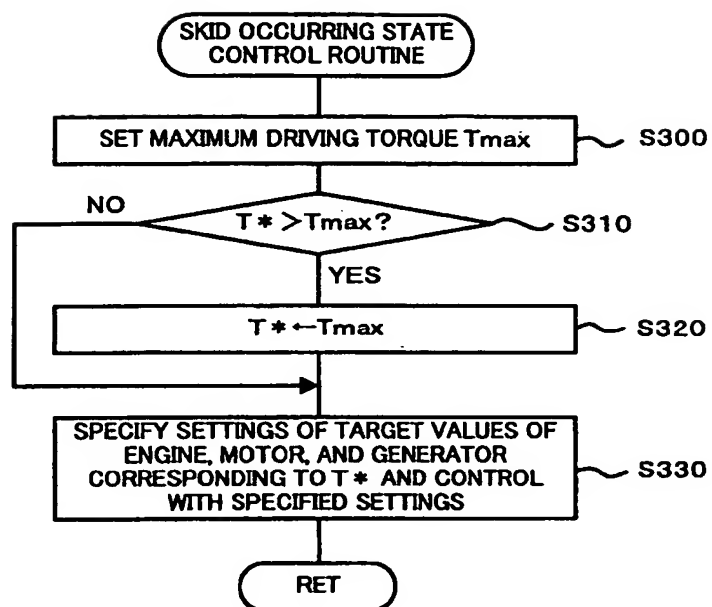 SKID OCCURRING STATE
CONTROL ROUTINE
SET MAXIMUM DRIVING TORQUE Tmax
S300
NO
T*>Tmax?
S310
YES
T*←Tmax
S320
SPECIFY SETTINGS OF TARGET VALUES OF
ENGINE, MOTOR, AND GENERATOR
CORRESPONDING TO T* AND CONTROL
WITH SPECIFIED SETTINGS
S330
RET